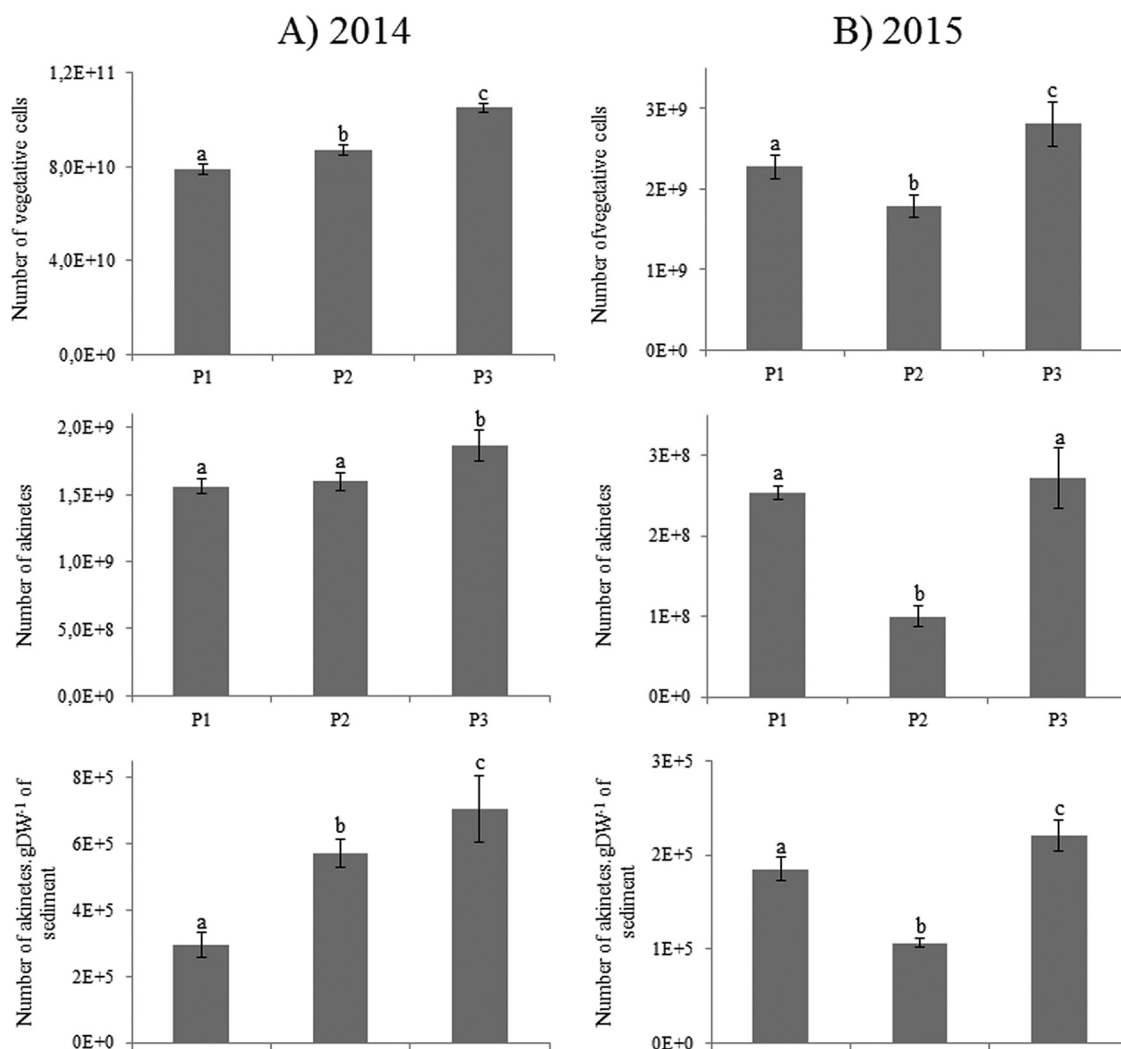 A) 2014
Number of vegetative cells
1,2E+11
8,0E+10
4,0E+10
0,0E+0
a
b
c
P1 P2 P3
B) 2015
Number of vegetative cells
3E+9
2E+9
1E+9
0E+0
a
b
c
P1 P2 P3
Number of akinetes
2,0E+9
1,5E+9
1,0E+9
5,0E+8
0,0E+0
a a b
P1 P2 P3
Number of akinetes
3E+8
2E+8
1E+8
0E+0
a b a
P1 P2 P3
Number of akinetes.gDW-1 of
sediment
8E+5
6E+5
4E+5
2E+5
0E+0
a
b
c
Number of akinetes.gDW-1 of
sediment
3E+5
2E+5
1E+5
0E+0
a
b
c